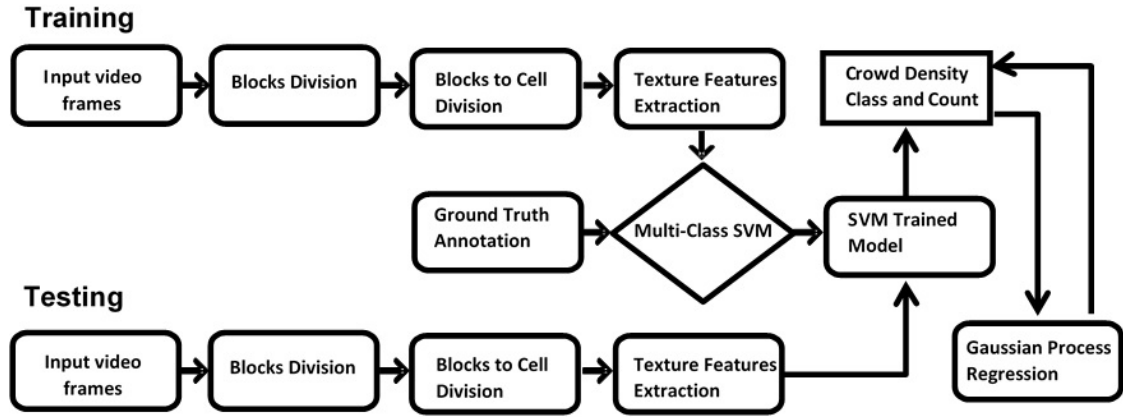 Training
Input video
frames
Blocks Division
Blocks to Cell
Division
Texture Features
Extraction
Crowd Density
Class and Count
Ground Truth
Annotation
Multi-Class SVM
SVM Trained
Model
Testing
Input video
frames
Blocks Division
Blocks to Cell
Division
Texture Features
Extraction
Gaussian Process
Regression